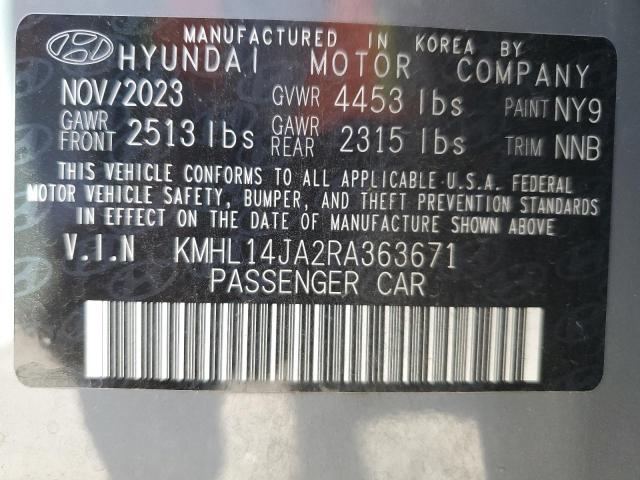 MANUFACTURED IN KOREA BY
HYUNDAI MOTOR COMPANY
NOV/2023 GVWR 4453 lbs PAINT NY9
GAWR FRONT 2513 lbs GAWR REAR 2315 lbs TRIM NNB
THIS VEHICLE CONFORMS TO ALL APPLICABLE U.S.A. FEDERAL
MOTOR VEHICLE SAFETY, BUMPER, AND THEFT PREVENTION STANDARDS
IN EFFECT ON THE DATE OF MANUFACTURE SHOWN ABOVE
V.I.N KMHL14JA2RA363671
PASSENGER CAR